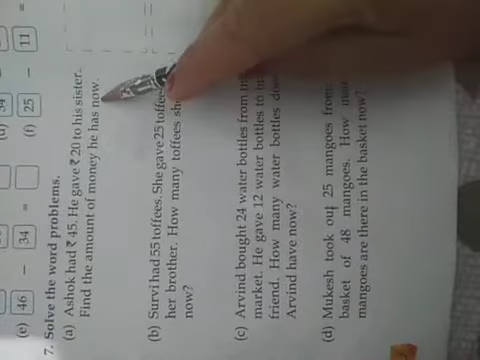 (e) 46 − 34 =
(f) 25 − 11
7. Solve the word problems.
(a) Ashok had ₹ 45. He gave ₹ 20 to his sister.
Find the amount of money he has now.
(b) Survi had 55 toffees. She gave 25 toffees
her brother. How many toffees she
now?
(c) Arvind bought 24 water bottles from
market. He gave 12 water bottles to
friend. How many water bottles
Arvind have now?
(d) Mukesh took out 25 mangoes from
basket of 48 mangoes. How
mangoes are there in the basket now?